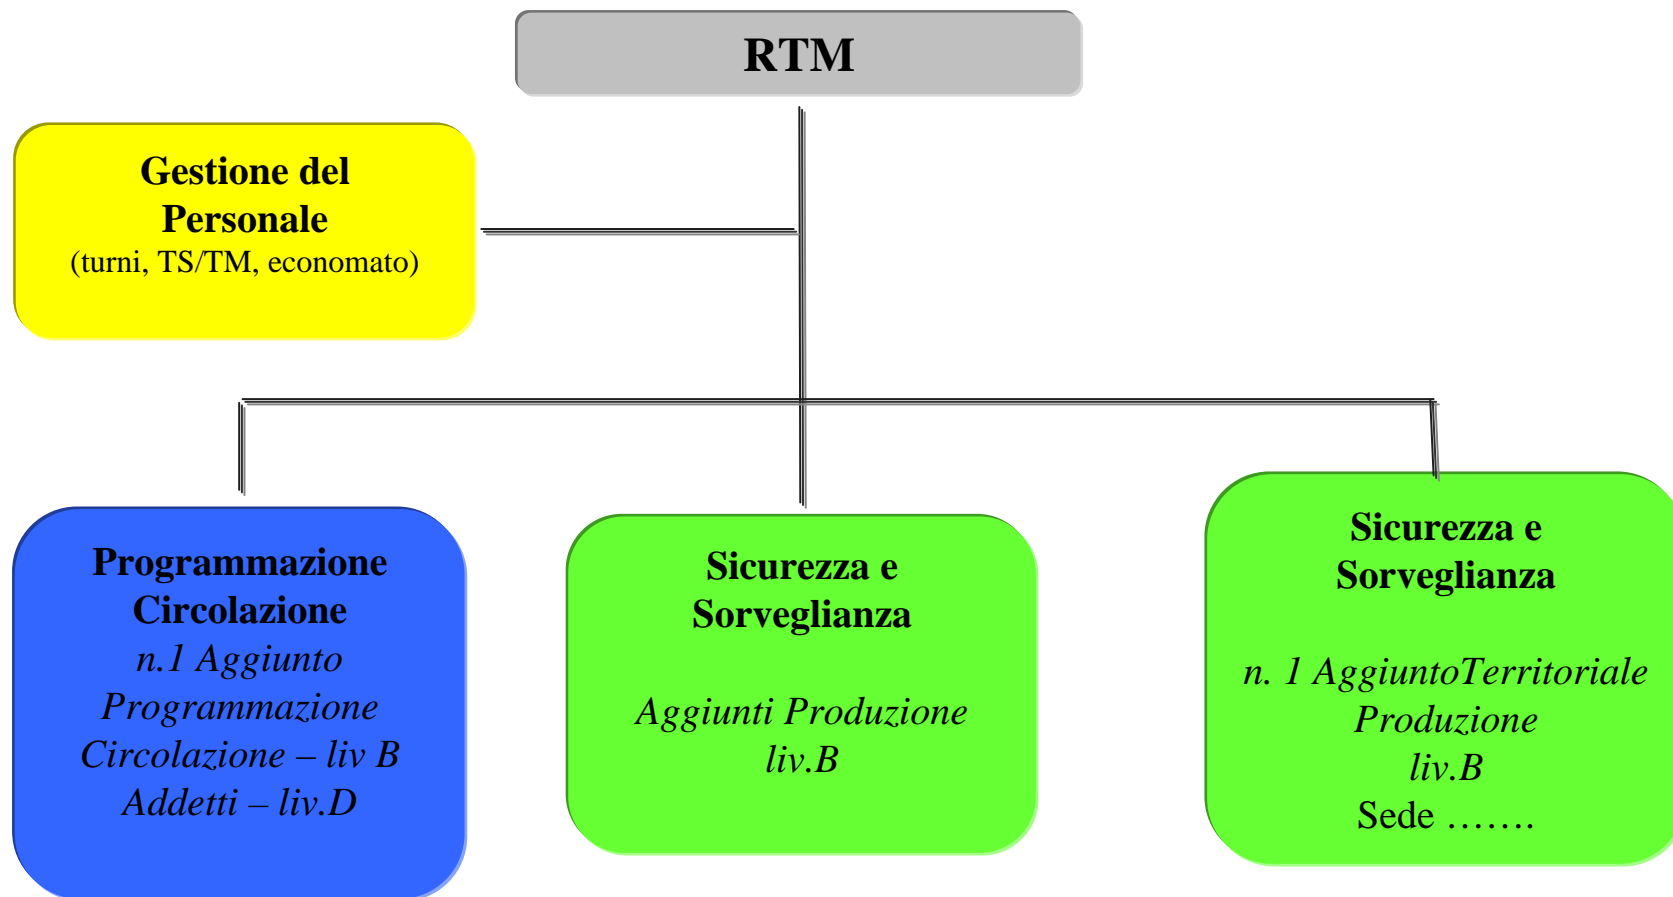 RTM
Gestione del
Personale
(turni, TS/TM, economato)
Programmazione
Circolazione
n.1 Aggiunto
Programmazione
Circolazione – liv B
Addetti – liv.D
Sicurezza e
Sorveglianza
Aggiunti Produzione
liv.B
Sicurezza e
Sorveglianza
n. 1 AggiuntoTerritoriale
Produzione
liv.B
Sede …….